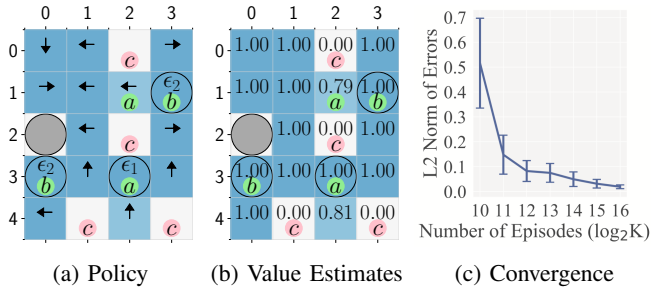 0 1 2 3
0 c
1 ϵ₂
a b
2 c
3 ϵ₂ ϵ₁
b a
4 c c
(a) Policy
0 1 2 3
0 1.00 1.00 0.00 1.00
c
1 1.00 1.00 0.79 1.00
a b
2 1.00 0.00 1.00
c
3 1.00 1.00 1.00 1.00
b a
4 1.00 0.00 0.81 0.00
c c
(b) Value Estimates
L2 Norm of Errors
0.7
0.6
0.5
0.4
0.3
0.2
0.1
0.0
10 11 12 13 14 15 16
Number of Episodes (log₂K)
(c) Convergence